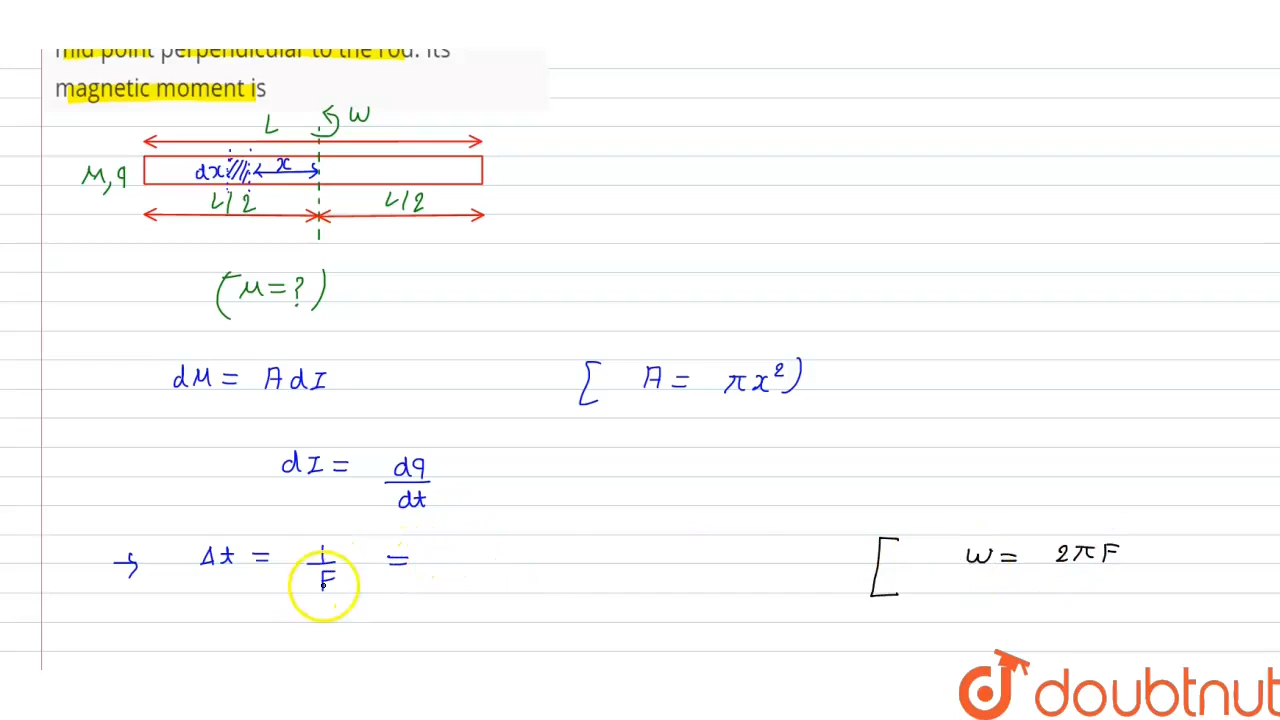 mid point perpendicular to the rod. Its
magnetic moment is
L
W
dx
x
M, q
L/2
L/2
(M = ?)
dM = A dI
[ A = πx²)
dI = dq/dt
→ Δt = 1/F =
[ W = 2πF
doubtnut